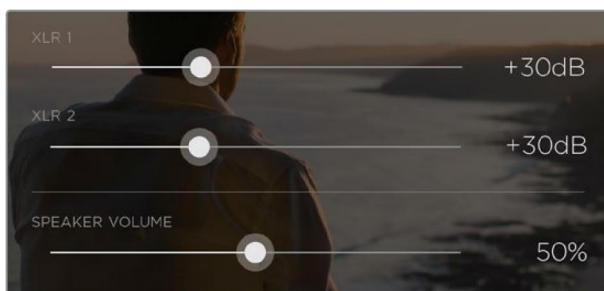 XLR 1
+30dB
XLR 2
+30dB
SPEAKER VOLUME
50%